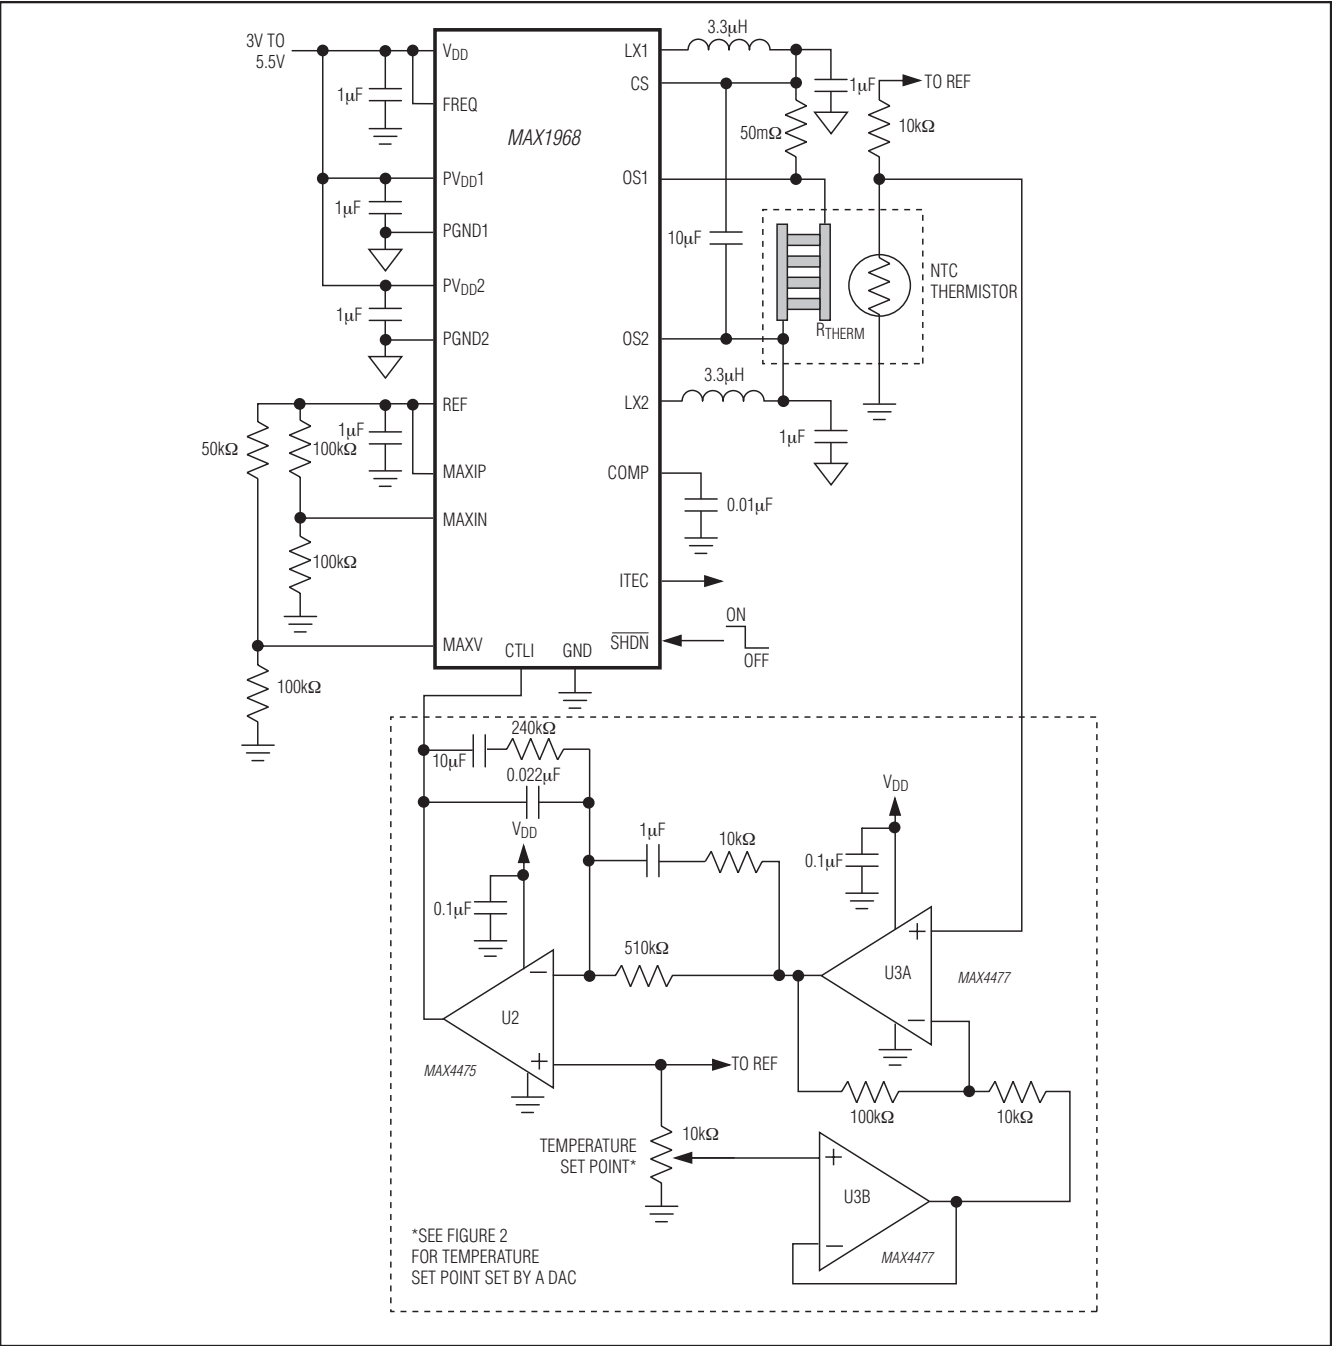 3V TO
5.5V
1µF
1µF
1µF
VDD
FREQ
PVDD1
PGND1
PVDD2
PGND2
REF
MAXIP
MAXIN
MAXV
MAX1968
CTLI
GND
LX1
CS
OS1
OS2
LX2
COMP
ITEC
SHDN
50kΩ
100kΩ
1µF
100kΩ
100kΩ
3.3µH
1µF
TO REF
50mΩ
10kΩ
10µF
NTC
THERMISTOR
RTHERM
3.3µH
1µF
0.01µF
ON
OFF
240kΩ
10µF
0.022µF
VDD
0.1µF
1µF
10kΩ
VDD
0.1µF
510kΩ
U3A
MAX4477
U2
MAX4475
TO REF
100kΩ
10kΩ
10kΩ
TEMPERATURE
SET POINT*
U3B
MAX4477
*SEE FIGURE 2
FOR TEMPERATURE
SET POINT SET BY A DAC